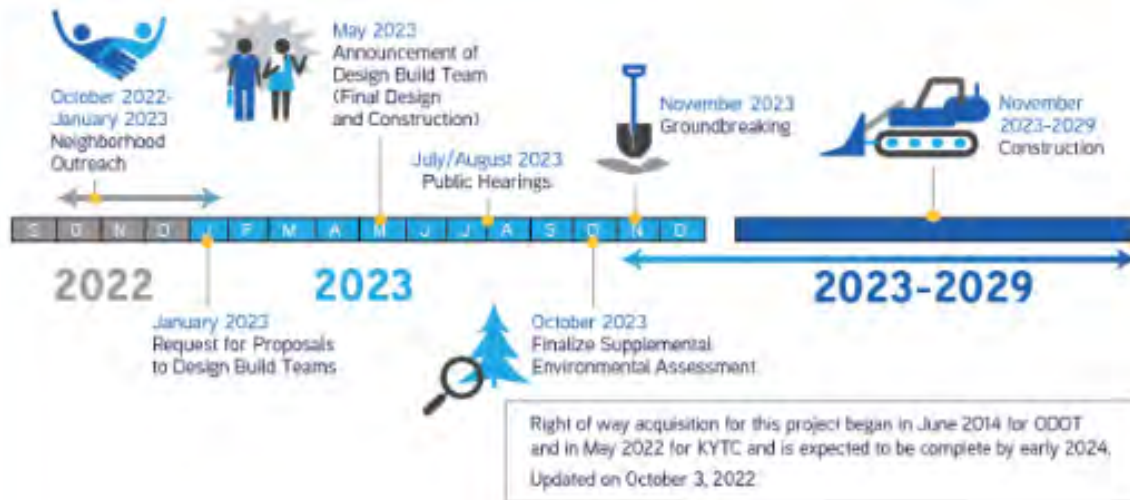 October 2022-
January 2023
Neighborhood
Outreach
May 2023
Announcement of
Design Build Team
(Final Design
and Construction)
July/August 2023
Public Hearings
November 2023
Groundbreaking
November
2023-2029
Construction
S O N D J F M A M J J A S O N D
2022
2023
2023-2029
January 2023
Request for Proposals
to Design Build Teams
October 2023
Finalize Supplemental
Environmental Assessment
Right of way acquisition for this project began in June 2014 for ODOT
and in May 2022 for KYTC and is expected to be complete by early 2024.
Updated on October 3, 2022